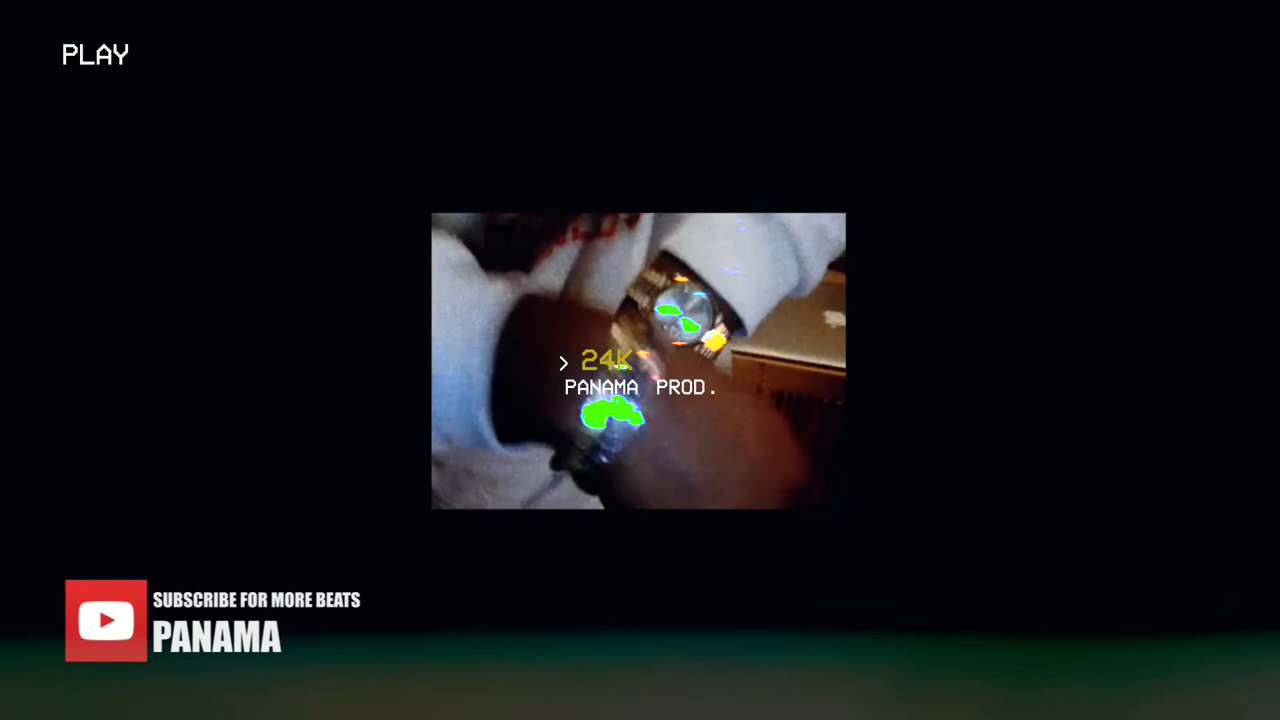 PLAY
> 24K
PANAMA PROD.
SUBSCRIBE FOR MORE BEATS
PANAMA